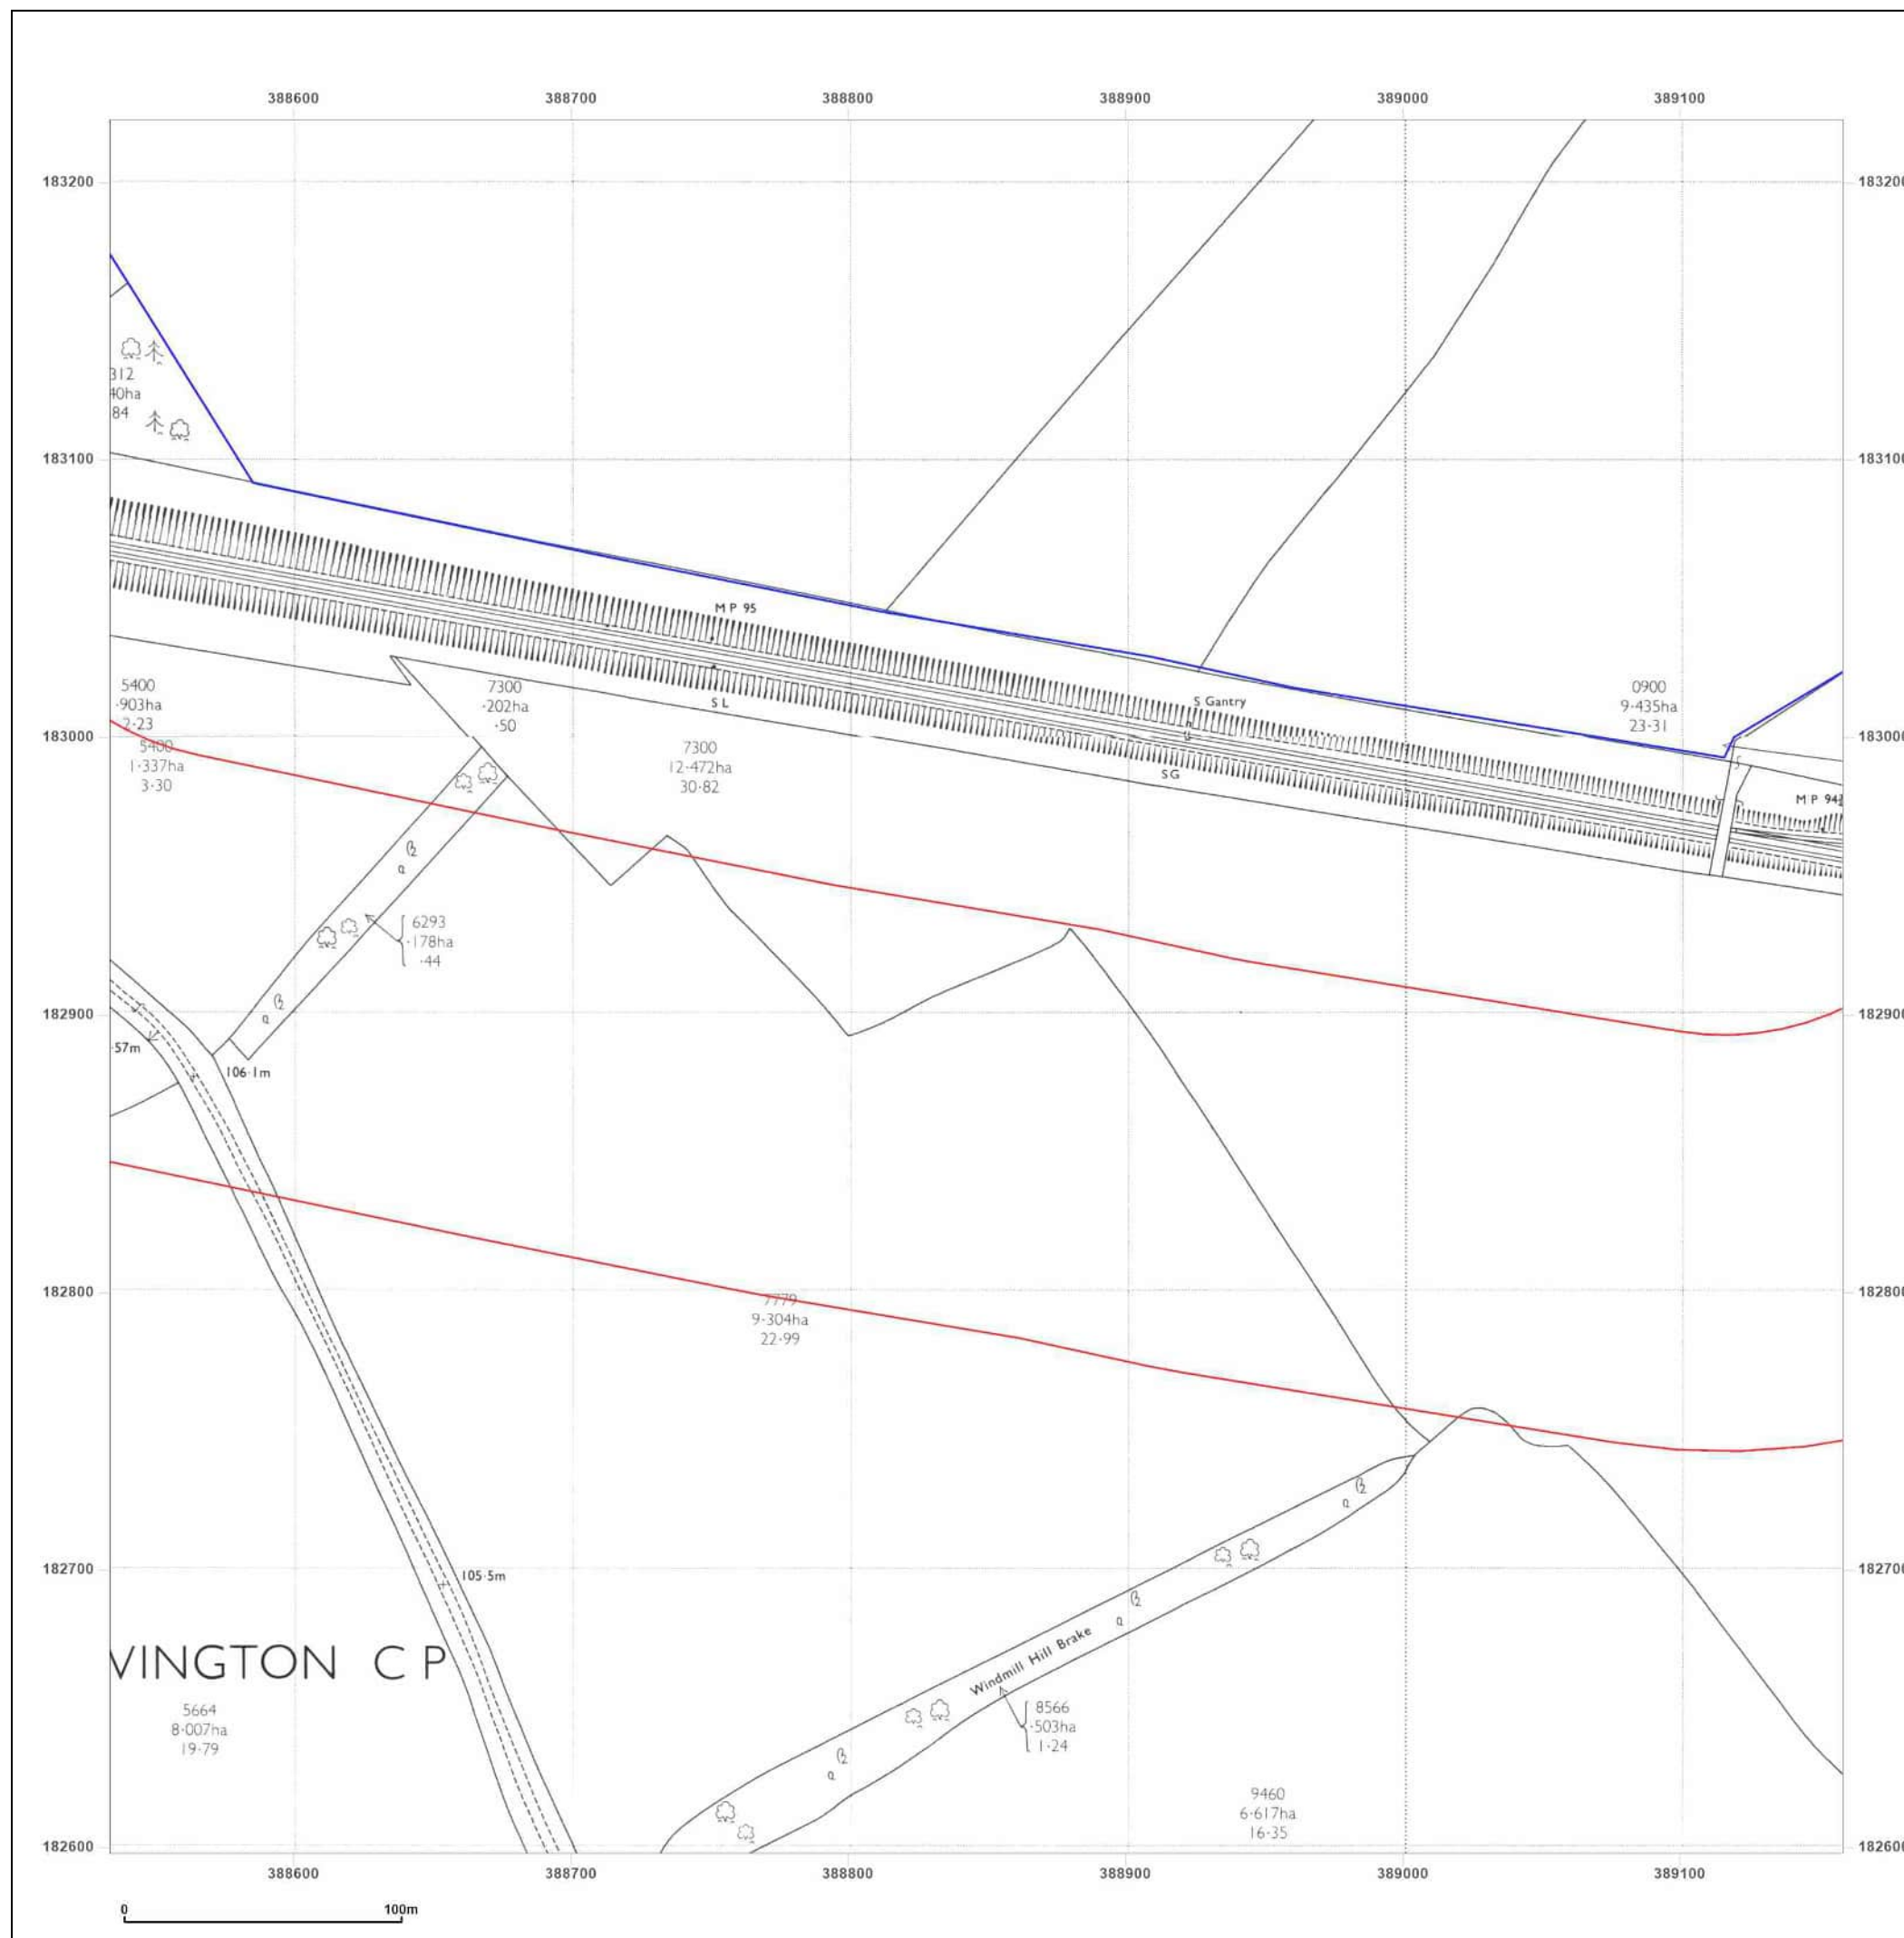 388600 388700 388800 388900 389000 389100
183200 183200
312
40ha
84
183100 183100
M P 95
5400
·903ha
2·23
7300
·202ha
·50
S L
S Gantry
0900
9·435ha
23·31
183000 183000
5400
1·337ha
3·30
7300
12·472ha
30·82
S G
M P 94
6293
·178ha
·44
182900 182900
·57m
106·1m
182800 182800
7779
9·304ha
22·99
182700 182700
105·5m
Windmill Hill Brake
VINGTON C P
5664
8·007ha
19·79
8566
·503ha
1·24
9460
6·617ha
16·35
182600 182600
388600 388700 388800 388900 389000 389100
0 100m